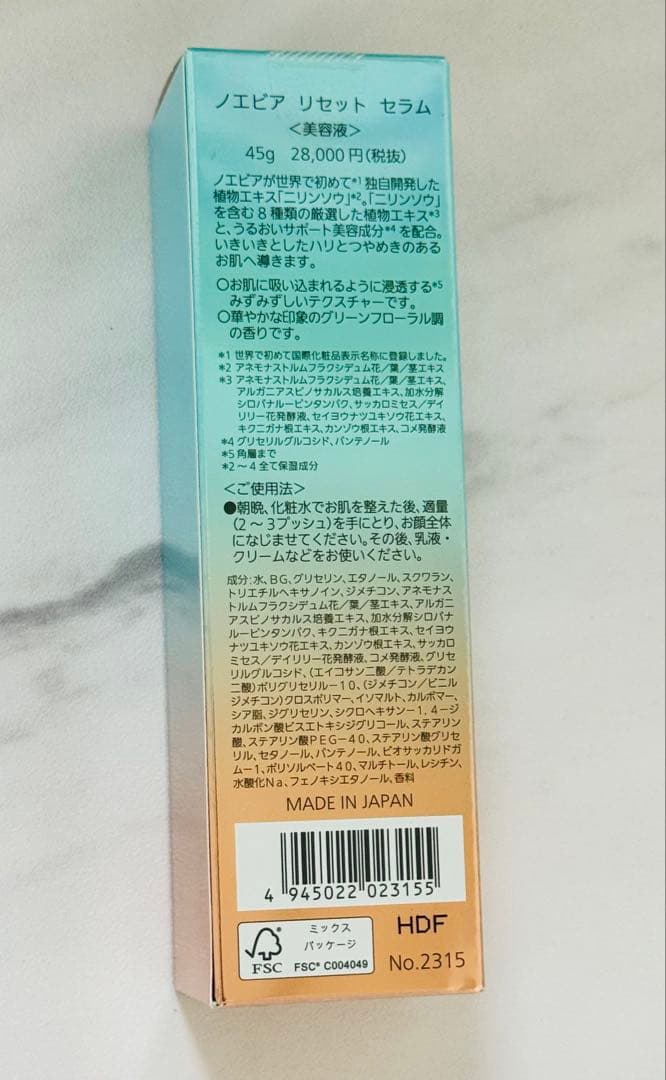 ノエビア リセット セラム
＜美容液＞
45g 28,000円(税抜)
ノエビアが世界で初めて*1独自開発した
植物エキス「ニリンソウ」*2。「ニリンソウ」
を含む8種類の厳選した植物エキス*3
と、うるおいサポート美容成分*4を配合。
いきいきとしたハリとつやめきのある
お肌へ導きます。
○お肌に吸い込まれるように浸透する*5
みずみずしいテクスチャーです。
○華やかな印象のグリーンフローラル調
の香りです。
*1 世界で初めて国際化粧品表示名称に登録しました。
*2 アネモナストルムフラクシデュム花／葉／茎エキス
*3 アネモナストルムフラクシデュム花／葉／茎エキス、
アルガニアスピノサカルス培養エキス、加水分解
シロバナルーピンタンパク、サッカロミセス／デイ
リリー花発酵液、セイヨウナツユキソウ花エキス、
キクニガナ根エキス、カンゾウ根エキス、コメ発酵液
*4 グリセリルグルコシド、パンテノール
*5 角層まで
*2～4 全て保湿成分
＜ご使用法＞
●朝晩、化粧水でお肌を整えた後、適量
(2～3プッシュ)を手にとり、お顔全体
になじませてください。その後、乳液・
クリームなどをお使いください。
成分:水、BG、グリセリン、エタノール、スクワラン、
トリエチルヘキサノイン、ジメチコン、アネモナス
トルムフラクシデュム花／葉／茎エキス、アルガニ
アスピノサカルス培養エキス、加水分解シロバナ
ルーピンタンパク、キクニガナ根エキス、セイヨウ
ナツユキソウ花エキス、カンゾウ根エキス、サッカロ
ミセス／デイリリー花発酵液、コメ発酵液、グリセ
リルグルコシド、(エイコサン二酸／テトラデカン
二酸)ポリグリセリル－10、(ジメチコン／ビニル
ジメチコン)クロスポリマー、イソマルト、カルボマー、
シア脂、ジグリセリン、シクロヘキサン－1，4－ジ
カルボン酸ビスエトキシジグリコール、ステアリン
酸、ステアリン酸PEG－40、ステアリン酸グリセ
リル、セタノール、パンテノール、ビオサッカリドガ
ム－1、ポリソルベート40、マルチトール、レシチン、
水酸化Na、フェノキシエタノール、香料
MADE IN JAPAN
4 945022 023155
ミックス
パッケージ
FSC
FSC® C004049
HDF
No.2315